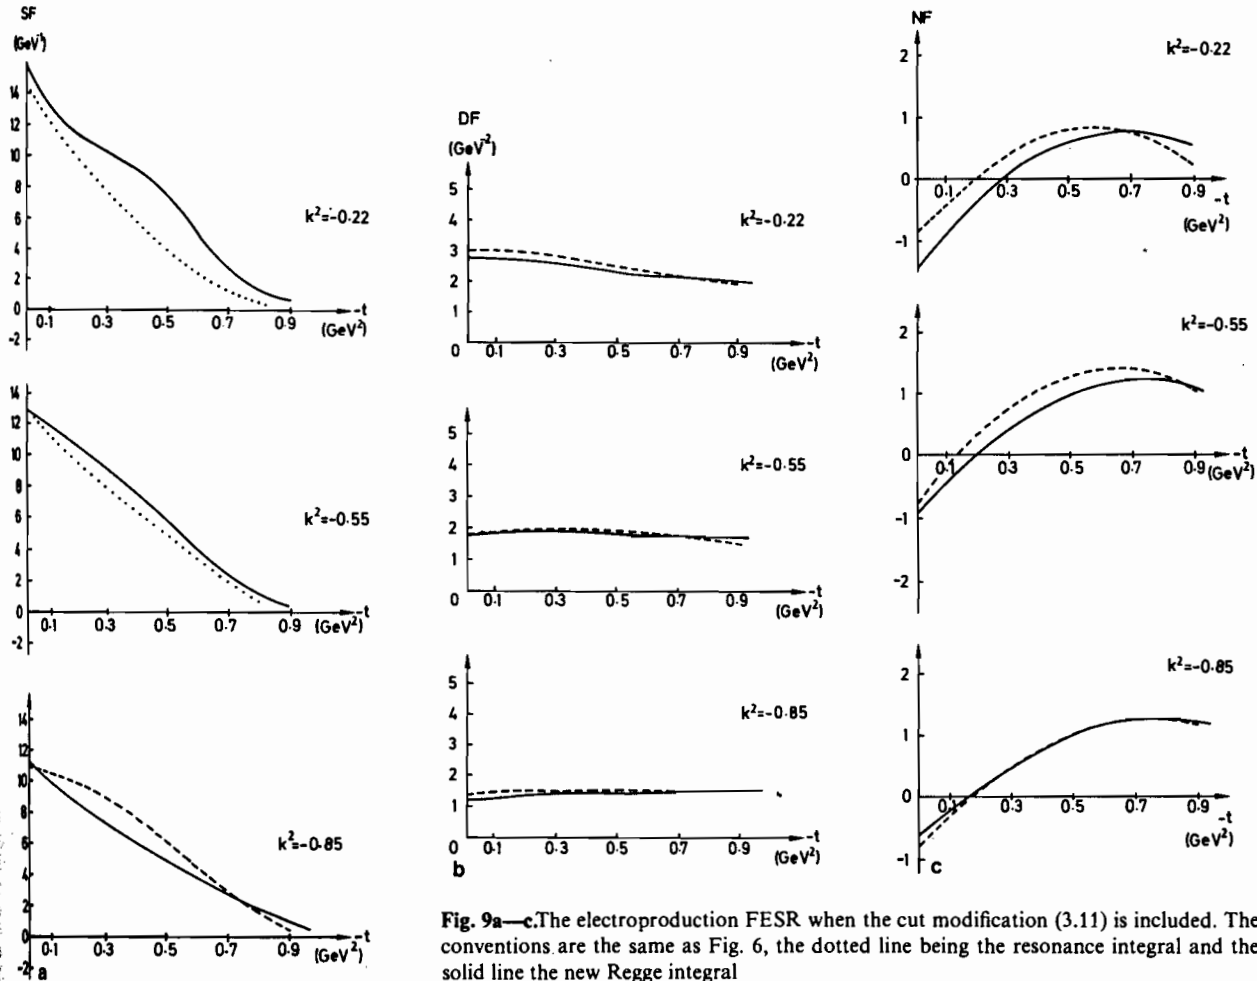 SF
(GeV⁻¹)
14
12
10
8
6
4
2
0
-2
0·1 0·3 0·5 0·7 0·9
-t
(GeV²)
k²=-0.22
14
12
10
8
6
4
2
0
-2
0·1 0·3 0·5 0·7 0·9
-t
(GeV²)
k²=-0.55
14
12
10
8
6
4
2
0
-2
0·1 0·3 0·5 0·7 0·9
-t
(GeV²)
k²=-0.85
a
DF
(GeV⁻²)
5
4
3
2
1
0 0·1 0·3 0·5 0·7 0·9
-t
(GeV²)
k²=-0.22
5
4
3
2
1
0 0·1 0·3 0·5 0·7 0·9
-t
(GeV²)
k²=-0.55
5
4
3
2
1
0 0·1 0·3 0·5 0·7 0·9
-t
(GeV²)
k²=-0.85
b
NF
2
1
0
-1
0.1 0.3 0.5 0.7 0.9
-t
(GeV²)
k²=-0.22
2
1
0
-1
-2
0.1 0.3 0.5 0.7 0.9
-t
(GeV²)
k²=-0.55
2
1
0
-1
0.1 0.3 0.5 0.7 0.9
-t
(GeV²)
k²=-0.85
c
Fig. 9a—c.The electroproduction FESR when the cut modification (3.11) is included. The
conventions are the same as Fig. 6, the dotted line being the resonance integral and the
solid line the new Regge integral